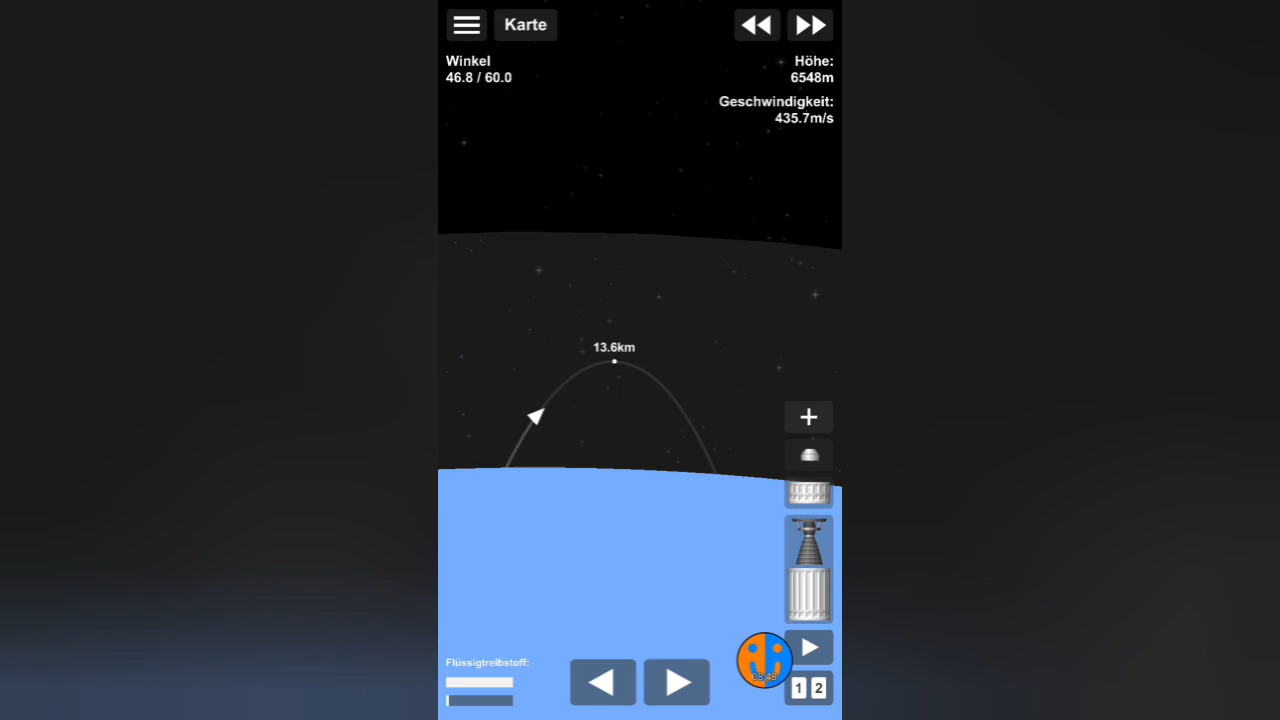 Karte
Winkel
46.8 / 60.0
Höhe:
6548m
Geschwindigkeit:
435.7m/s
13.6km
Flüssigtreibstoff:
1 2